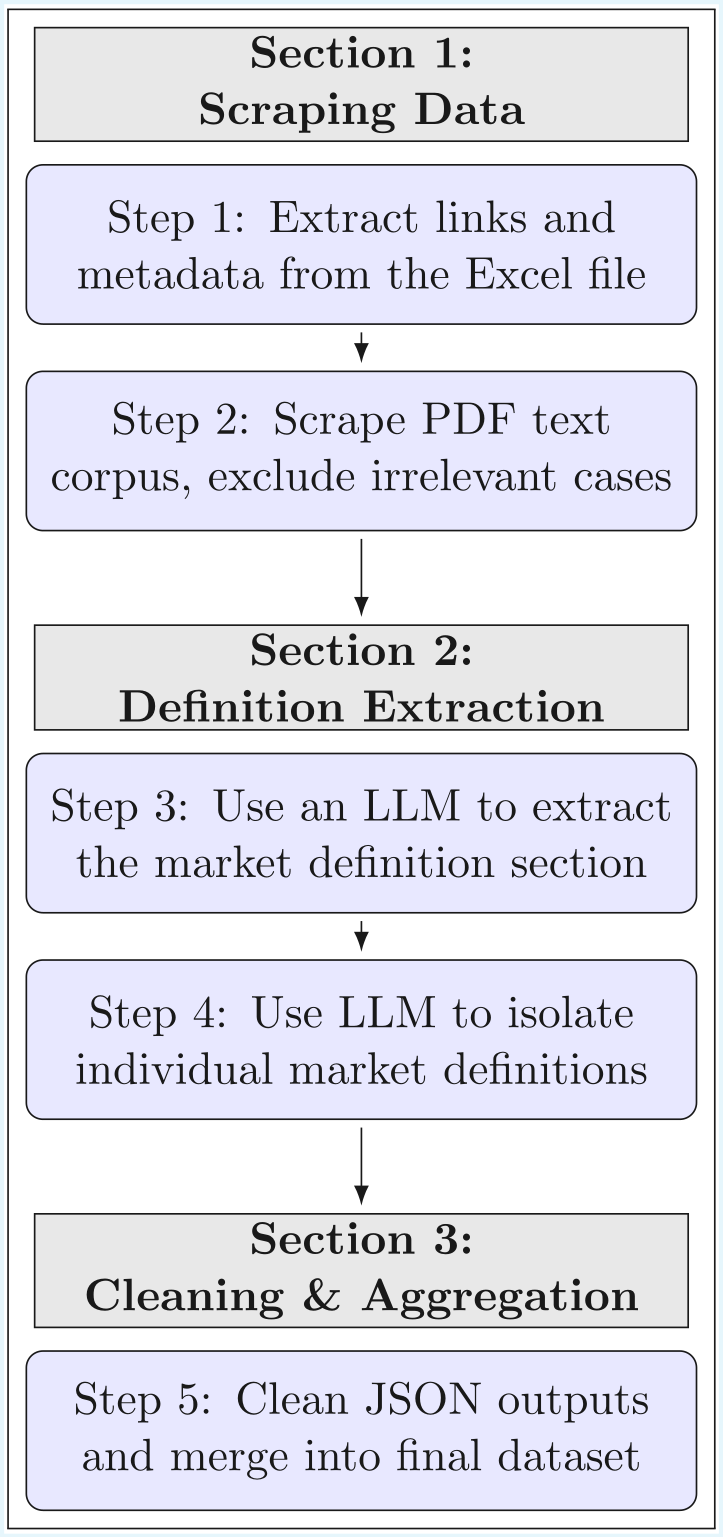 Section 1:
Scraping Data
Step 1: Extract links and
metadata from the Excel file
Step 2: Scrape PDF text
corpus, exclude irrelevant cases
Section 2:
Definition Extraction
Step 3: Use an LLM to extract
the market definition section
Step 4: Use LLM to isolate
individual market definitions
Section 3:
Cleaning & Aggregation
Step 5: Clean JSON outputs
and merge into final dataset